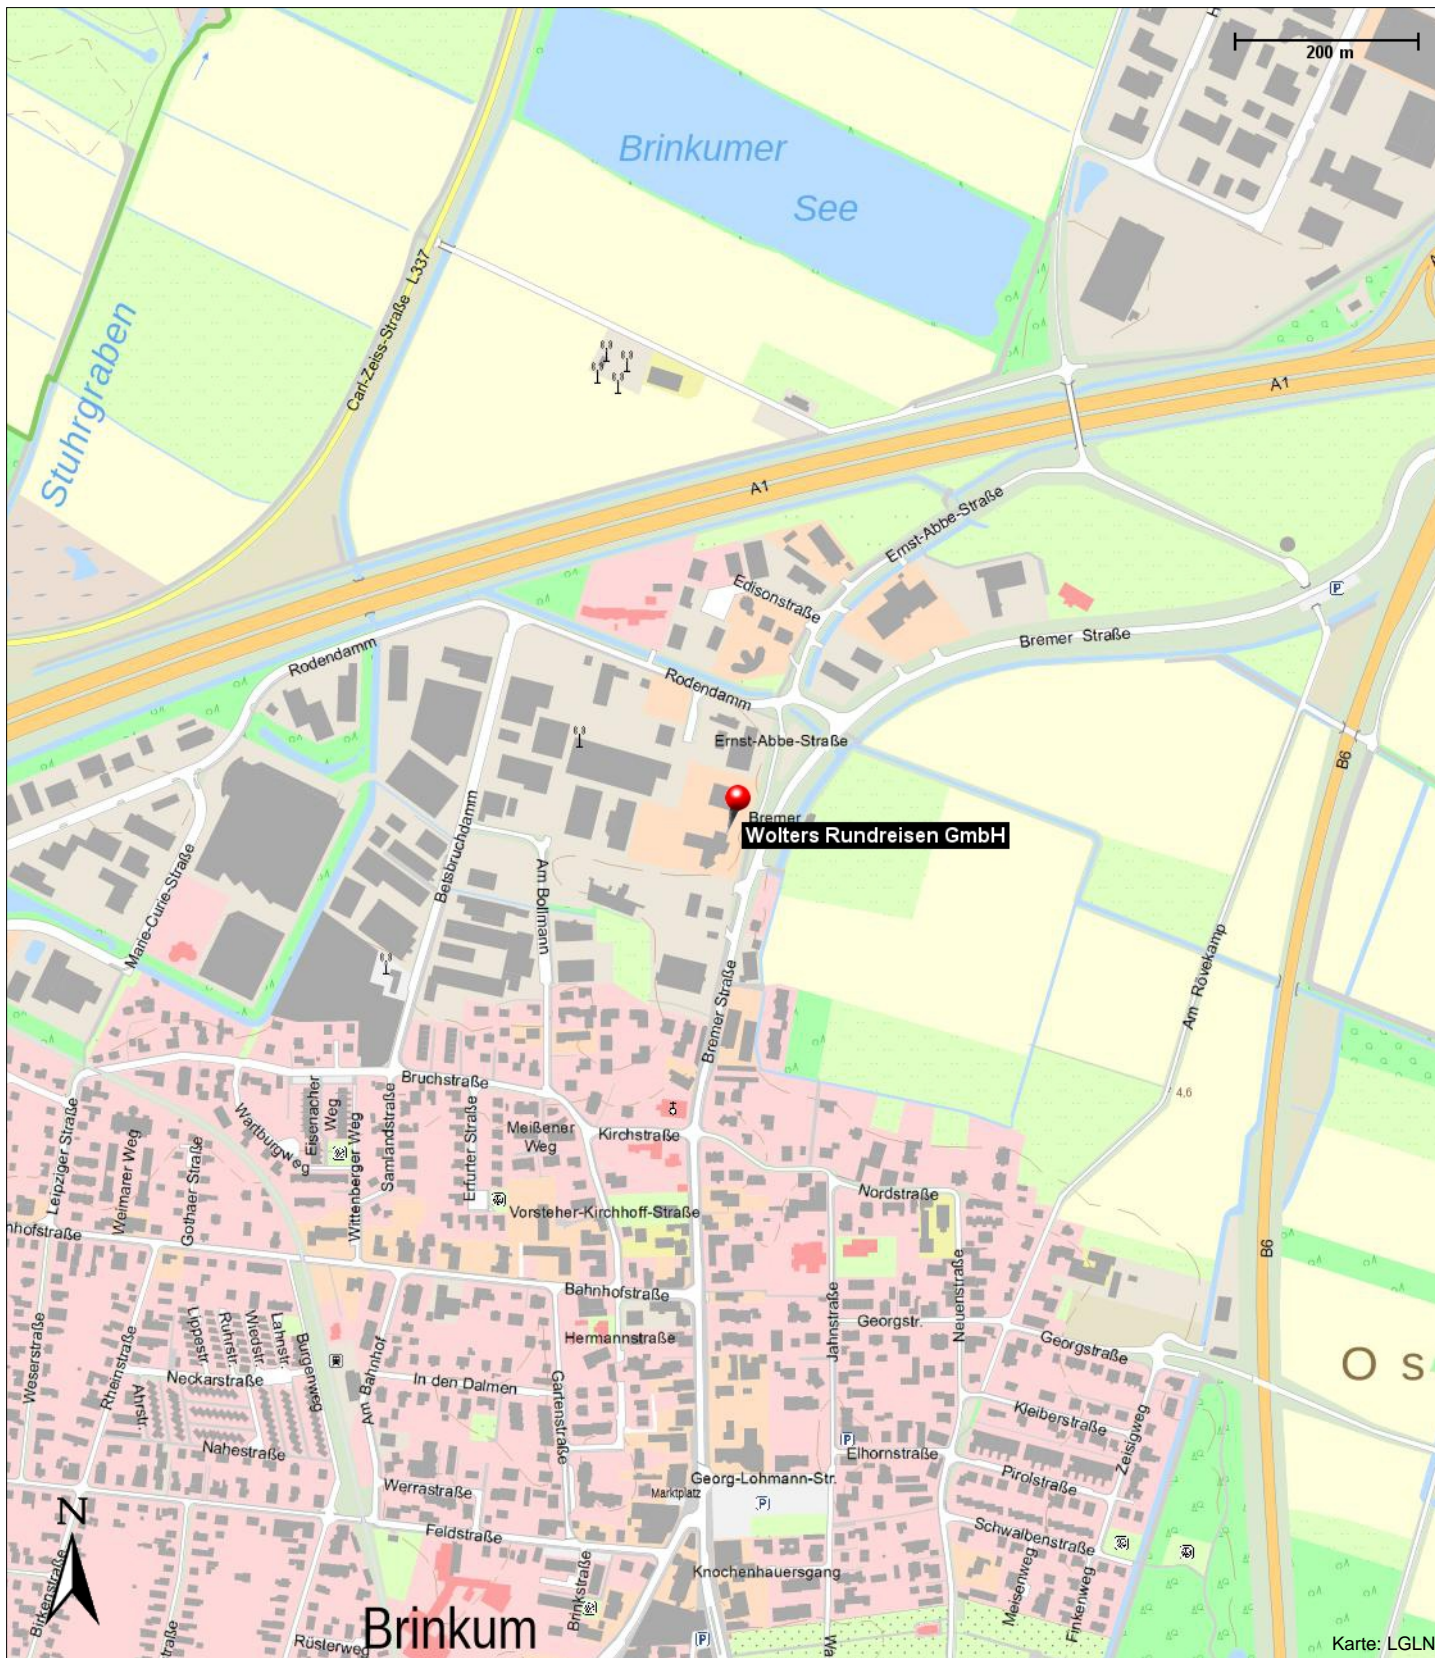 200 m
Brinkumer
See
Carl-Zeiss-Straße L337
Stuhrgraben
A1
A1
Ernst-Abbe-Straße
Edisonstraße
Bremer Straße
Rodendamm
Rodendamm
Ernst-Abbe-Straße
B6
Bremer
Wolters Rundreisen GmbH
Betsbruchdamm
Marie-Curie-Straße
Am Bollmann
Am Rövekamp
Bremer Straße
Bruchstraße
4,6
Leipziger Straße
Weimarer Weg
Gothaer Straße
Wartburgweg
Eisenacher
Weg
Wittenberger Weg
Samlandstraße
Erfurter Straße
Meißener
Weg
Kirchstraße
Nordstraße
Vorsteher-Kirchhoff-Straße
nhofstraße
B6
Bahnhofstraße
Neuenstraße
Jahnstraße
Georgstr.
Georgstraße
Hermannstraße
O s
Weserstraße
Rheinstraße
Lippestr.
Ruhrstr.
Wiedstr.
Lahnstr.
Burgenweg
Neckarstraße
Ahrstr.
Am Bahnhof
In den Dalmen
Gartenstraße
Kleiberstraße
Zeisigweg
Nahestraße
P
Elhornstraße
Pirolstraße
Georg-Lohmann-Str.
Werrastraße
Marktplatz
P
N
Feldstraße
Schwalbenstraße
Knochenhauersgang
Birkenstraße
Brinkstraße
Meisenweg
Finkenweg
Brinkum
Rüsterweg
traße
P
Wa
Karte: LGLN
P